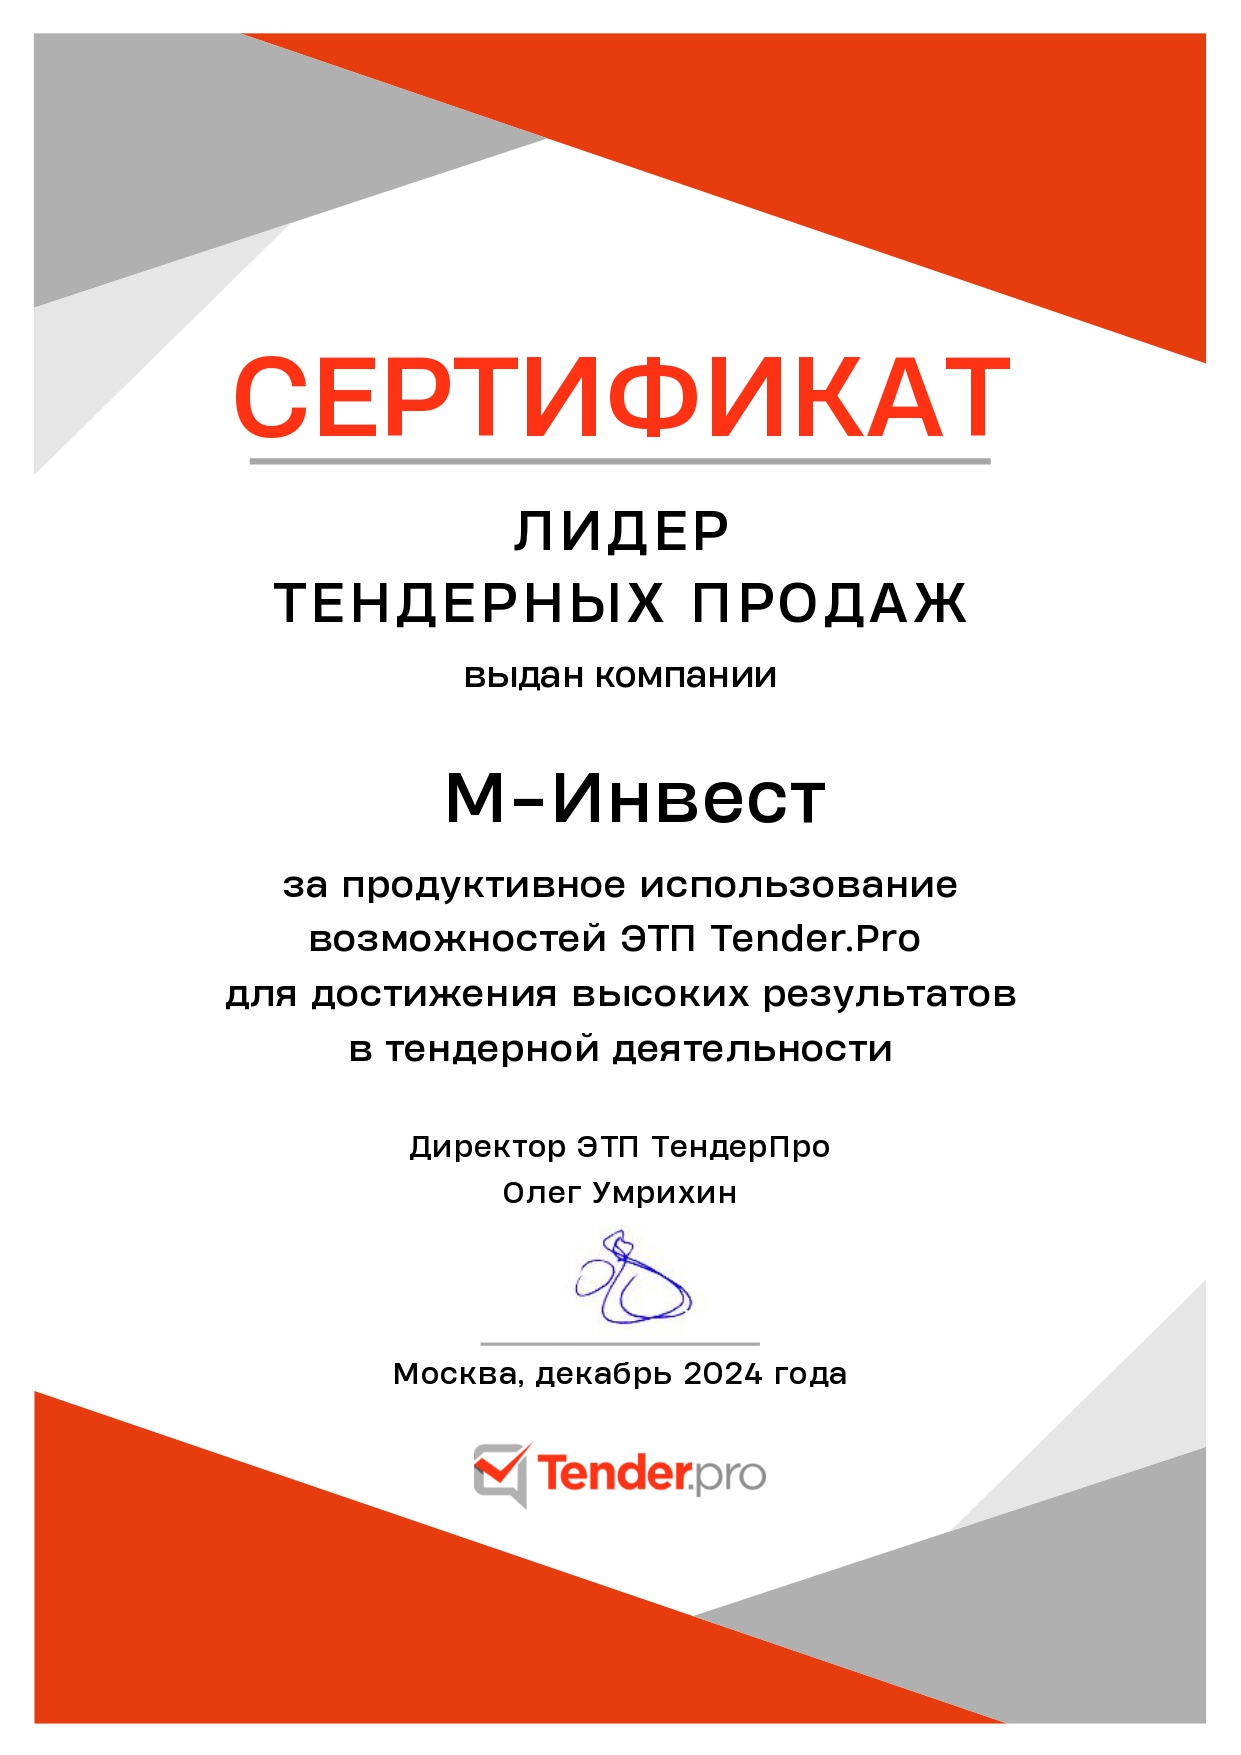 СЕРТИФИКАТ
ЛИДЕР
ТЕНДЕРНЫХ ПРОДАЖ
выдан компании
М-Инвест
за продуктивное использование
возможностей ЭТП Tender.Pro
для достижения высоких результатов
в тендерной деятельности
Директор ЭТП ТендерПро
Олег Умрихин
Москва, декабрь 2024 года
Tender.pro